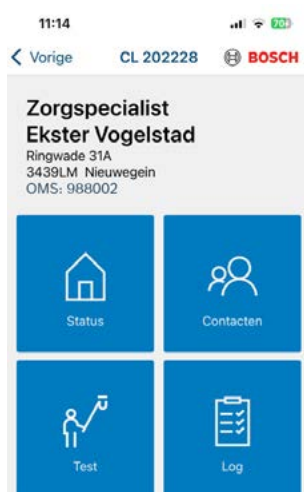 11:14
70
Vorige CL 202228 BOSCH
Zorgspecialist
Ekster Vogelstad
Ringwade 31A
3439LM Nieuwegein
OMS: 988002
Status Contacten
Test Log